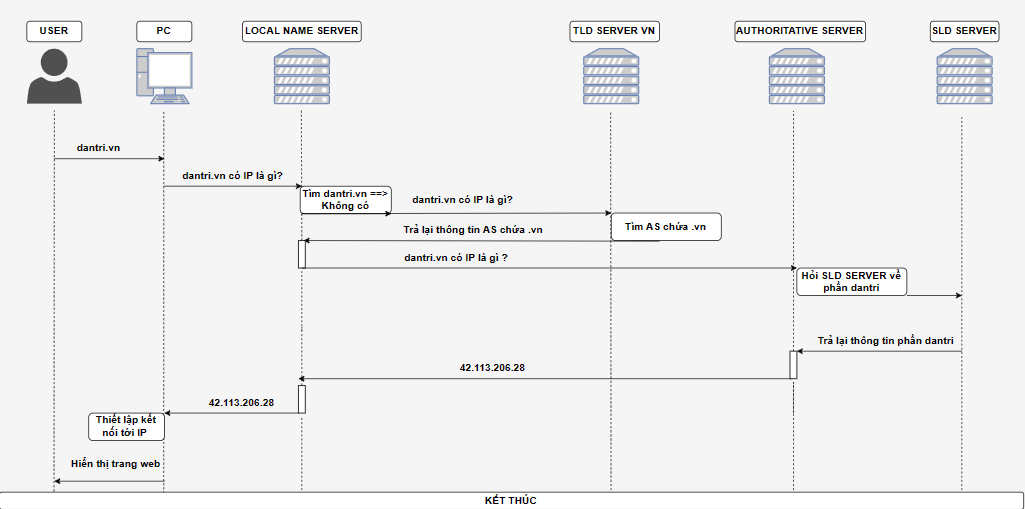 USER
PC
LOCAL NAME SERVER
TLD SERVER VN
AUTHORITATIVE SERVER
SLD SERVER
dantri.vn
dantri.vn có IP là gì?
Tìm dantri.vn ==>
Không có
dantri.vn có IP là gì?
Tìm AS chứa .vn
Trả lại thông tin AS chứa .vn
dantri.vn có IP là gì ?
Hỏi SLD SERVER về
phần dantri
Trả lại thông tin phần dantri
42.113.206.28
42.113.206.28
Thiết lập kết
nối tới IP
Hiển thị trang web
KẾT THÚC